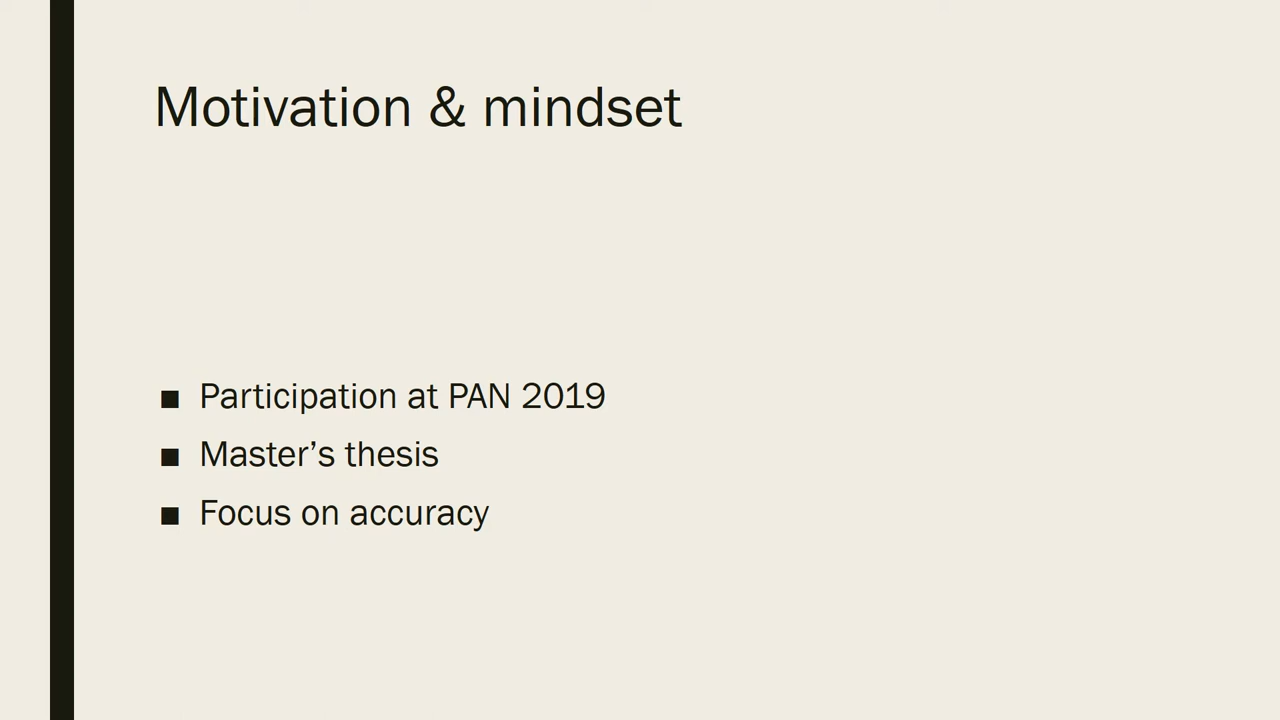 Motivation & mindset
■ Participation at PAN 2019
■ Master’s thesis
■ Focus on accuracy